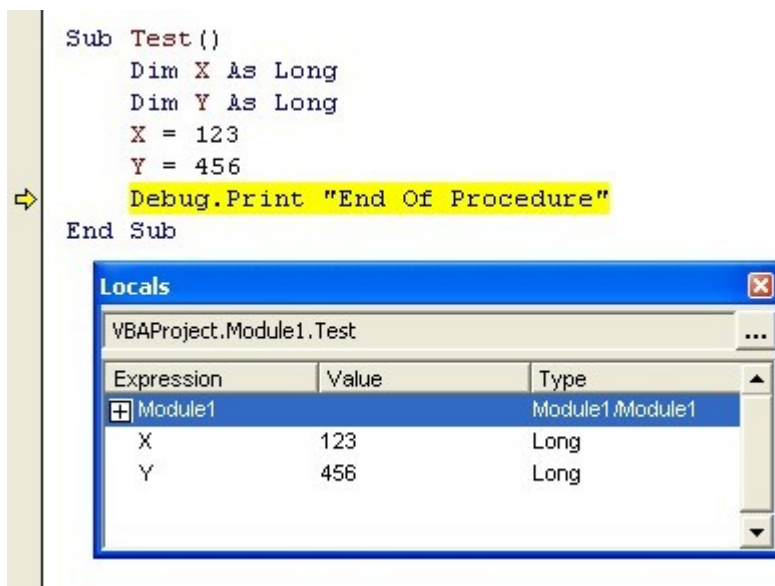 Sub Test()
Dim X As Long
Dim Y As Long
X = 123
Y = 456
Debug.Print "End Of Procedure"
End Sub
Locals
VBAProject.Module1.Test ...
Expression Value Type
Module1 Module1/Module1
X 123 Long
Y 456 Long